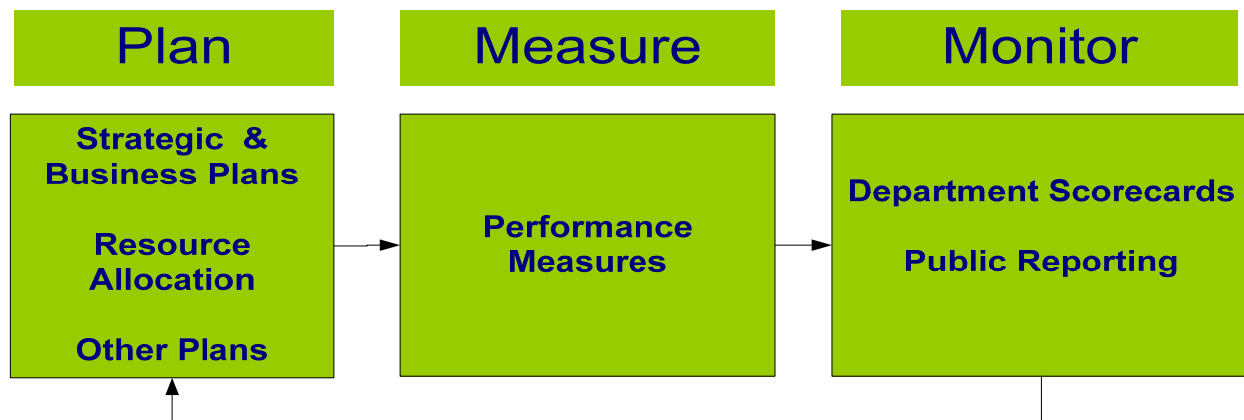 Plan
Measure
Monitor
Strategic & 
Business Plans
Resource
Allocation
Other Plans
Performance
Measures
Department Scorecards
Public Reporting